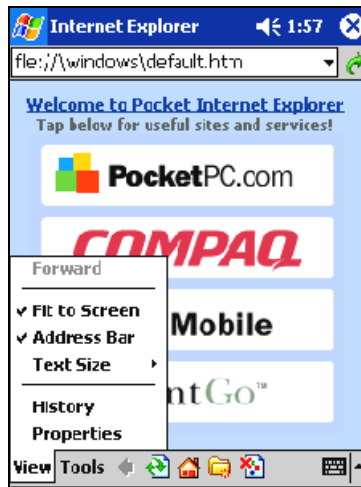 Internet Explorer 1:57
file://\windows\default.htm
Welcome to Pocket Internet Explorer
Tap below for useful sites and services!
PocketPC.com
COMPAQ
Forward
Fit to Screen
Address Bar
Mobile
Text Size
ntGo™
History
Properties
View Tools